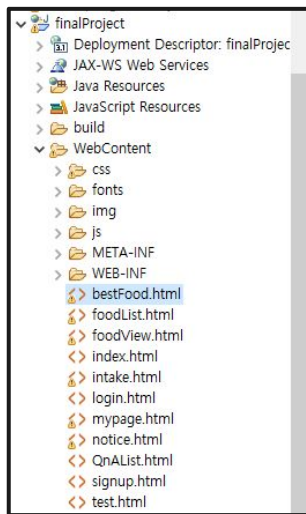 finalProject
Deployment Descriptor: finalProjec
JAX-WS Web Services
Java Resources
JavaScript Resources
build
WebContent
css
fonts
img
js
META-INF
WEB-INF
bestFood.html
foodList.html
foodView.html
index.html
intake.html
login.html
mypage.html
notice.html
QnAList.html
signup.html
test.html